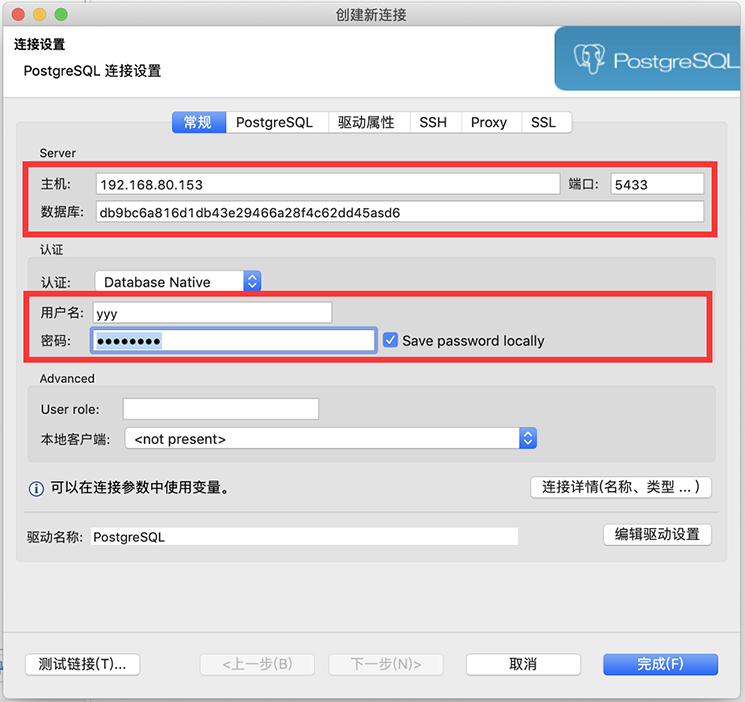 创建新连接
连接设置
PostgreSQL 连接设置
PostgreSQL
常规 PostgreSQL 驱动属性 SSH Proxy SSL
Server
主机: 192.168.80.153 端口: 5433
数据库: db9bc6a816d1db43e29466a28f4c62dd45asd6
认证
认证: Database Native
用户名: yyy
密码: •••••••• Save password locally
Advanced
User role:
本地客户端: <not present>
可以在连接参数中使用变量。 连接详情(名称、类型 ... )
驱动名称: PostgreSQL 编辑驱动设置
测试链接(T)... <上一步(B) 下一步(N)> 取消 完成(F)